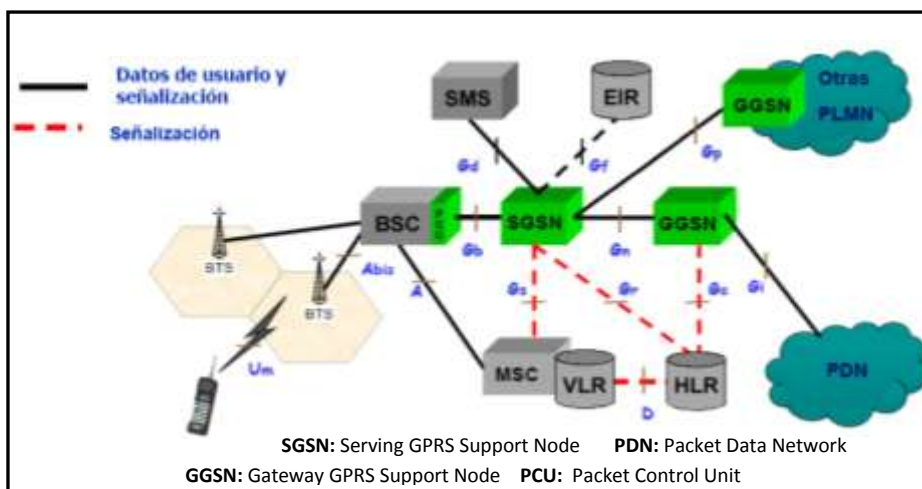 Datos de usuario y
señalización
Señalización
SMS
EIR
GGSN
Otras
PLMN
Gd
Gf
Gp
BSC
PCU
Gb
SGSN
Gn
GGSN
BTS
Abis
A
Gs
Gr
Gc
Gi
BTS
Um
MSC
VLR
D
HLR
PDN
SGSN: Serving GPRS Support Node PDN: Packet Data Network
GGSN: Gateway GPRS Support Node PCU: Packet Control Unit